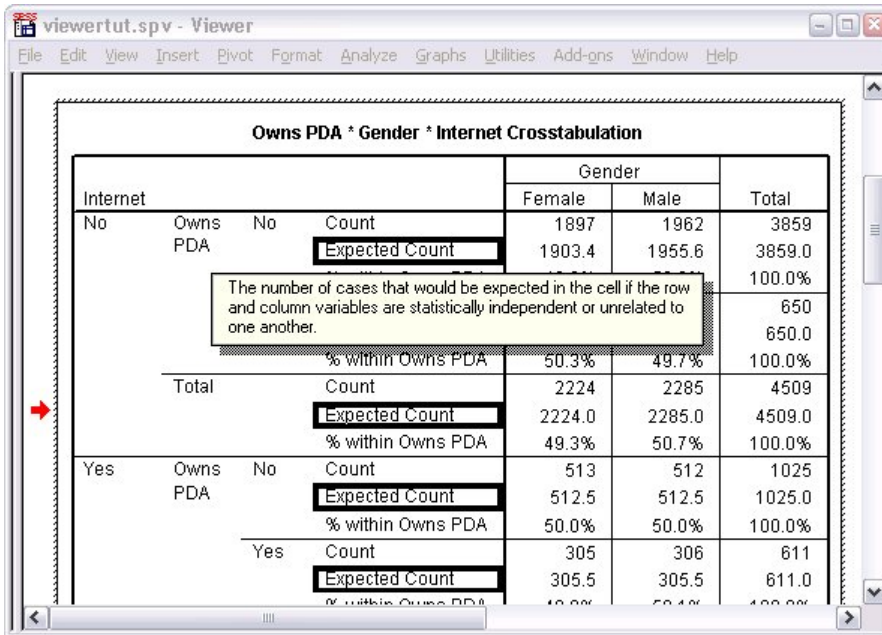 viewertut.spv - Viewer
File Edit View Insert Pivot Format Analyze Graphs Utilities Add-ons Window Help
Owns PDA * Gender * Internet Crosstabulation
Gender
Internet Female Male Total
No Owns PDA No Count 1897 1962 3859
Expected Count 1903.4 1955.6 3859.0
100.0%
The number of cases that would be expected in the cell if the row
and column variables are statistically independent or unrelated to
one another.
650
650.0
% within Owns PDA 50.3% 49.7% 100.0%
Total Count 2224 2285 4509
Expected Count 2224.0 2285.0 4509.0
% within Owns PDA 49.3% 50.7% 100.0%
Yes Owns PDA No Count 513 512 1025
Expected Count 512.5 512.5 1025.0
% within Owns PDA 50.0% 50.0% 100.0%
Yes Count 305 306 611
Expected Count 305.5 305.5 611.0
% within Owns PDA